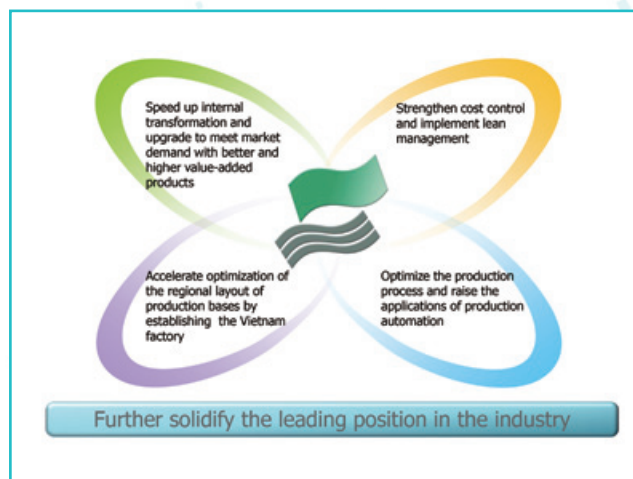 Speed up internal
transformation and
upgrade to meet market
demand with better and
higher value-added
products
Strengthen cost control
and implement lean
management
Accelerate optimization of
the regional layout of
production bases by
establishing the Vietnam
factory
Optimize the production
process and raise the
applications of production
automation
Further solidify the leading position in the industry